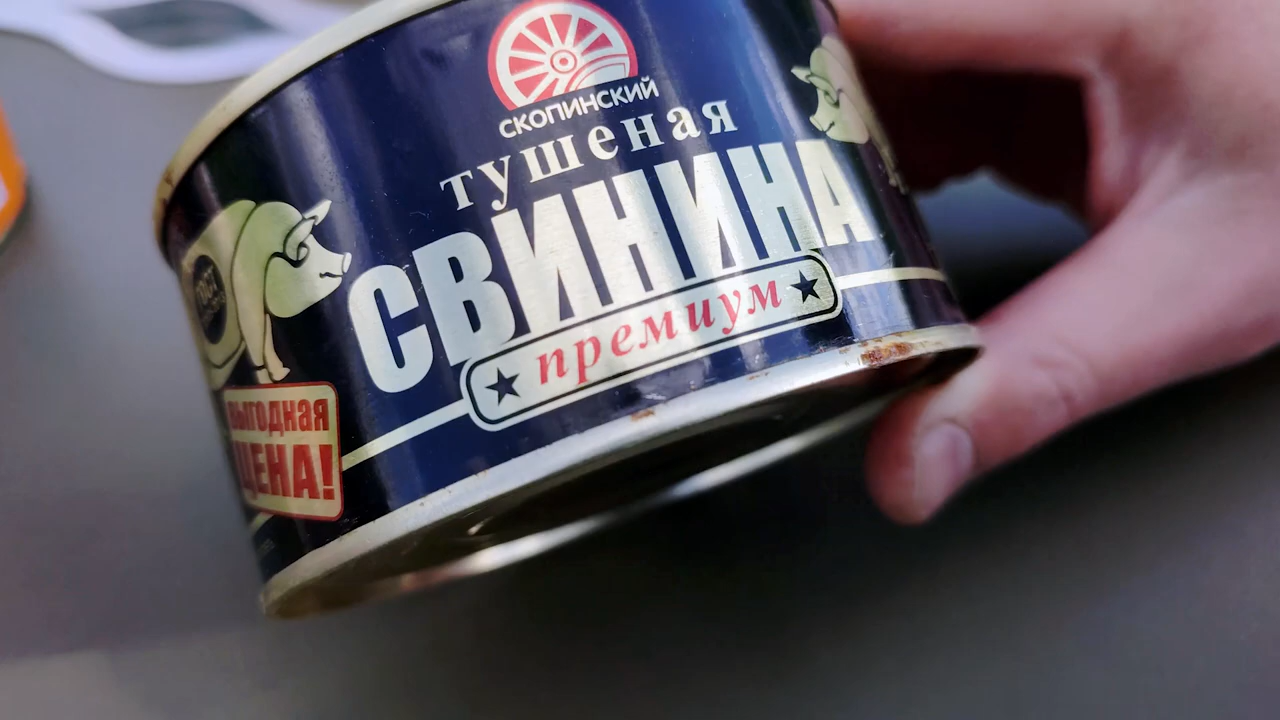 СКОПИНСКИЙ
тушеная
СВИНИНА
премиум
ВЫГОДНАЯ
ЦЕНА!